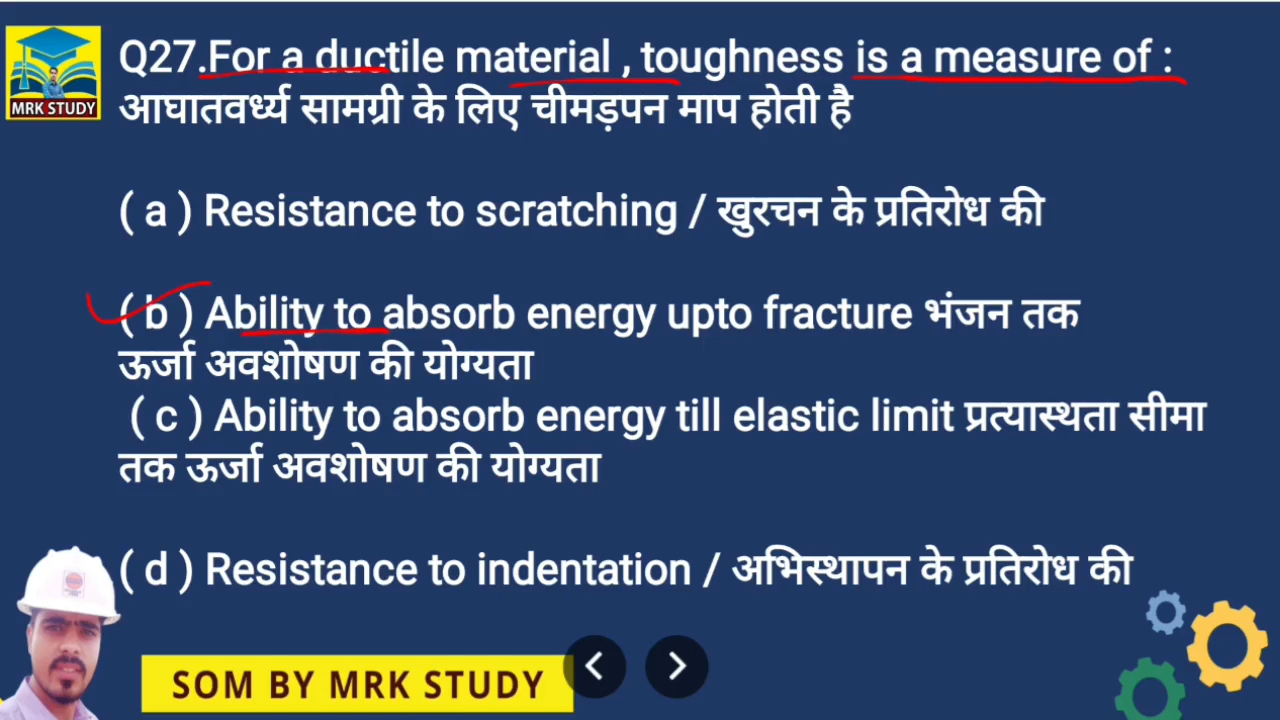 MRK STUDY
Q27.For a ductile material , toughness is a measure of :
आघातवर्ध्य सामग्री के लिए चीमड़पन माप होती है
( a ) Resistance to scratching / खुरचन के प्रतिरोध की
( b ) Ability to absorb energy upto fracture भंजन तक
ऊर्जा अवशोषण की योग्यता
( c ) Ability to absorb energy till elastic limit प्रत्यास्थता सीमा
तक ऊर्जा अवशोषण की योग्यता
( d ) Resistance to indentation / अभिस्थापन के प्रतिरोध की
SOM BY MRK STUDY